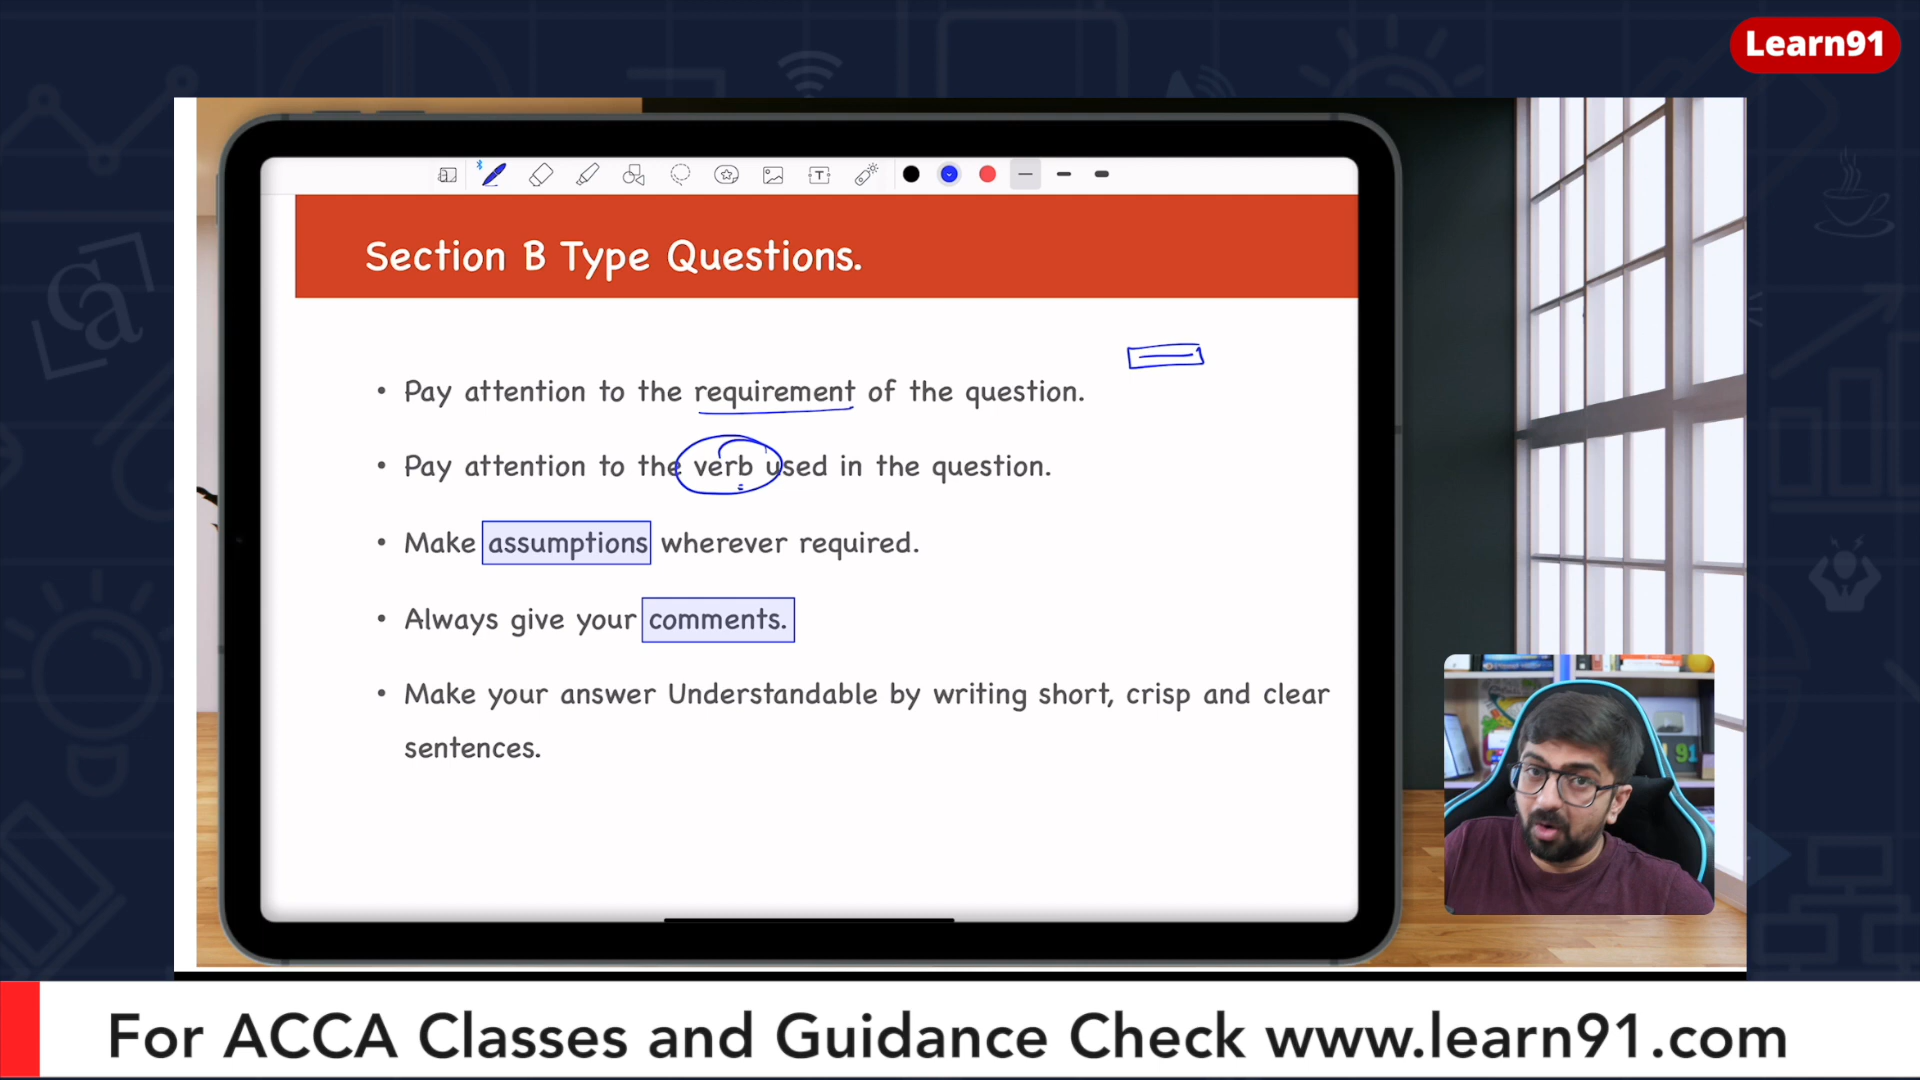 Learn91
Section B Type Questions.
• Pay attention to the requirement of the question.
• Pay attention to the verb used in the question.
• Make assumptions wherever required.
• Always give your comments.
• Make your answer Understandable by writing short, crisp and clear
sentences.
For ACCA Classes and Guidance Check www.learn91.com